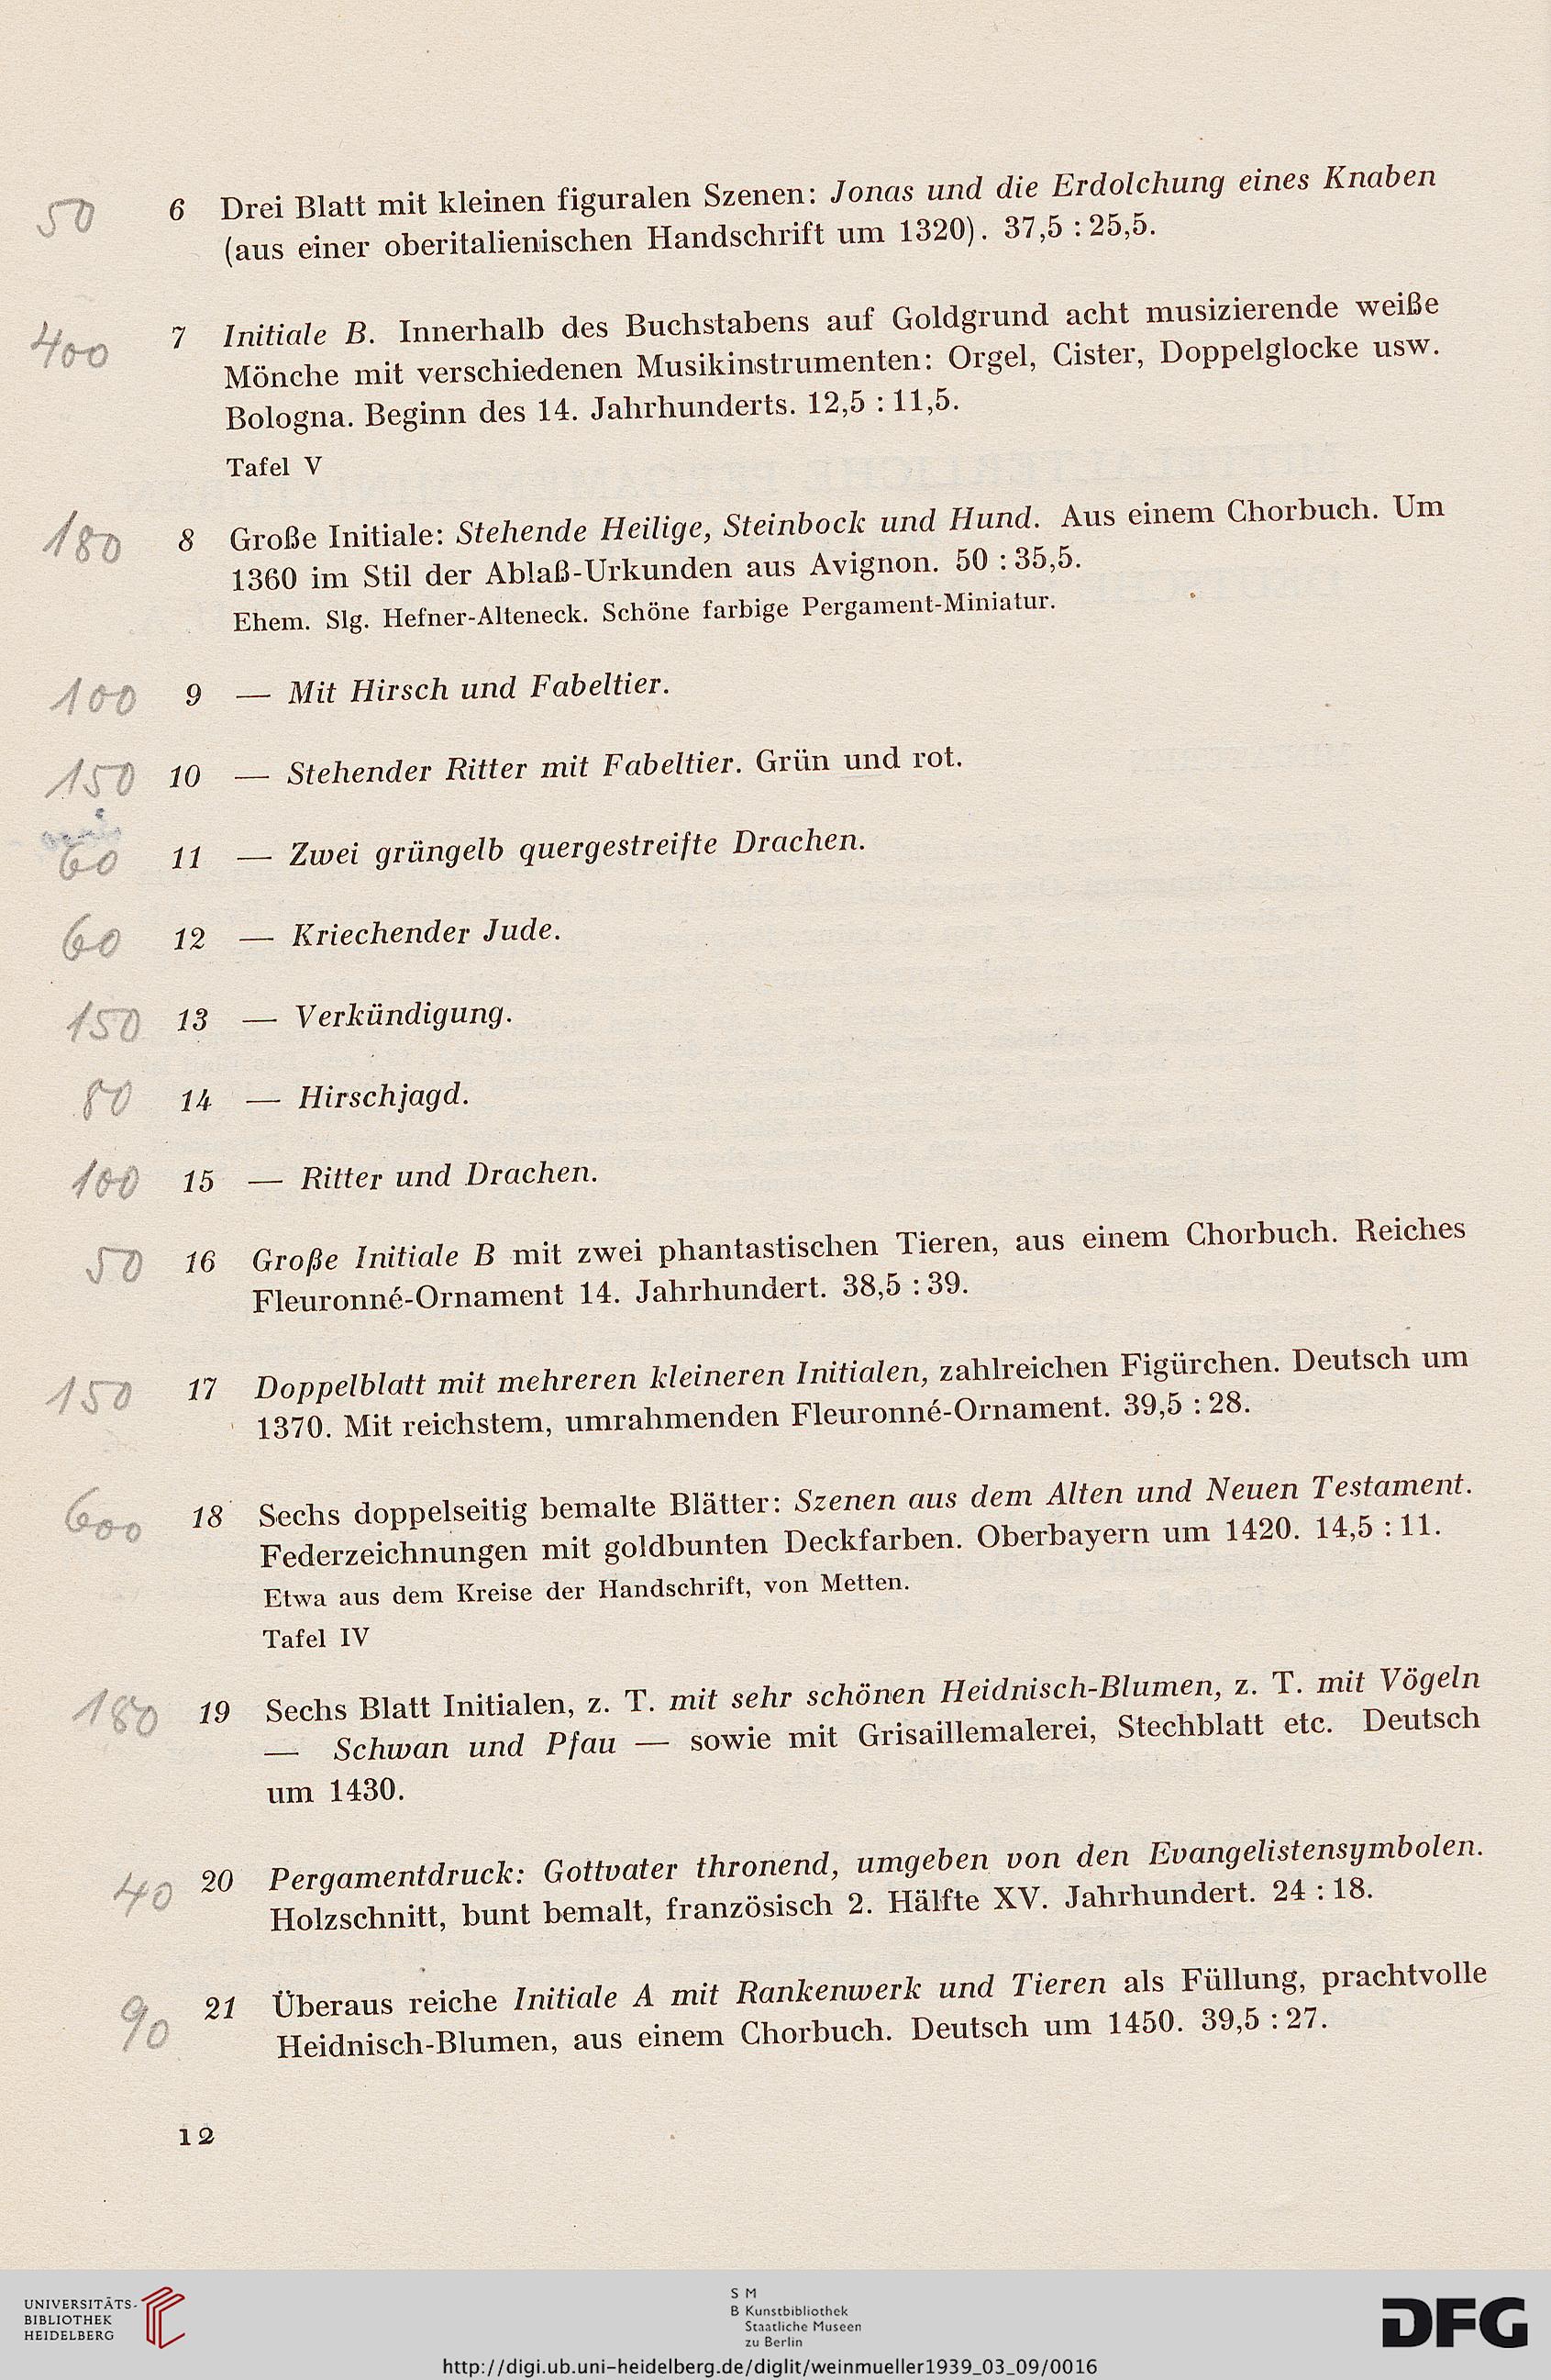 50 6 Drei Blatt mit kleinen figuralen Szenen: Jonas und die Erdolchung eines Knaben
(aus einer oberitalienischen Handschrift um 1320). 37,5 : 25,5.
400 7 Initiale B. Innerhalb des Buchstabens auf Goldgrund acht musizierende weiße
Mönche mit verschiedenen Musikinstrumenten: Orgel, Cister, Doppelglocke usw.
Bologna. Beginn des 14. Jahrhunderts. 12,5 : 11,5.
Tafel V
180 8 Große Initiale: Stehende Heilige, Steinbock und Hund. Aus einem Chorbuch. Um
1360 im Stil der Ablaß-Urkunden aus Avignon. 50 : 35,5.
Ehem. Slg. Hefner-Alteneck. Schöne farbige Pergament-Miniatur.
100 9 — Mit Hirsch und Fabeltier.
150 10 — Stehender Ritter mit Fabeltier. Grün und rot.
60 11 — Zwei grüngelb quergestreifte Drachen.
60 12 — Kriechender Jude.
150 13 — Verkündigung.
80 14 — Hirschjagd.
100 15 — Ritter und Drachen.
50 16 Große Initiale B mit zwei phantastischen Tieren, aus einem Chorbuch. Reiches
Fleuronné-Ornament 14. Jahrhundert. 38,5 : 39.
150 17 Doppelblatt mit mehreren kleineren Initialen, zahlreichen Figürchen. Deutsch um
1370. Mit reichstem, umrahmenden Fleuronné-Ornament. 39,5 : 28.
600 18 Sechs doppelseitig bemalte Blätter: Szenen aus dem Alten und Neuen Testament.
Federzeichnungen mit goldbunten Deckfarben. Oberbayern um 1420. 14,5 : 11.
Etwa aus dem Kreise der Handschrift, von Metten.
Tafel IV
180 19 Sechs Blatt Initialen, z. T. mit sehr schönen Heidnisch-Blumen, z. T. mit Vögeln
— Schwan und Pfau — sowie mit Grisaillemalerei, Stechblatt etc. Deutsch
um 1430.
40 20 Pergamentdruck: Gottvater thronend, umgeben von den Evangelistensymbolen.
Holzschnitt, bunt bemalt, französisch 2. Hälfte XV. Jahrhundert. 24 : 18.
90 21 Überaus reiche Initiale A mit Rankenwerk und Tieren als Füllung, prachtvolle
Heidnisch-Blumen, aus einem Chorbuch. Deutsch um 1450. 39,5 : 27.
12
UNIVERSITÄTS-
BIBLIOTHEK
HEIDELBERG
S M
B Kunstbibliothek
Staatliche Museen
zu Berlin
DFG
http://digi.ub.uni-heidelberg.de/diglit/weinmueller1939_03_09/0016